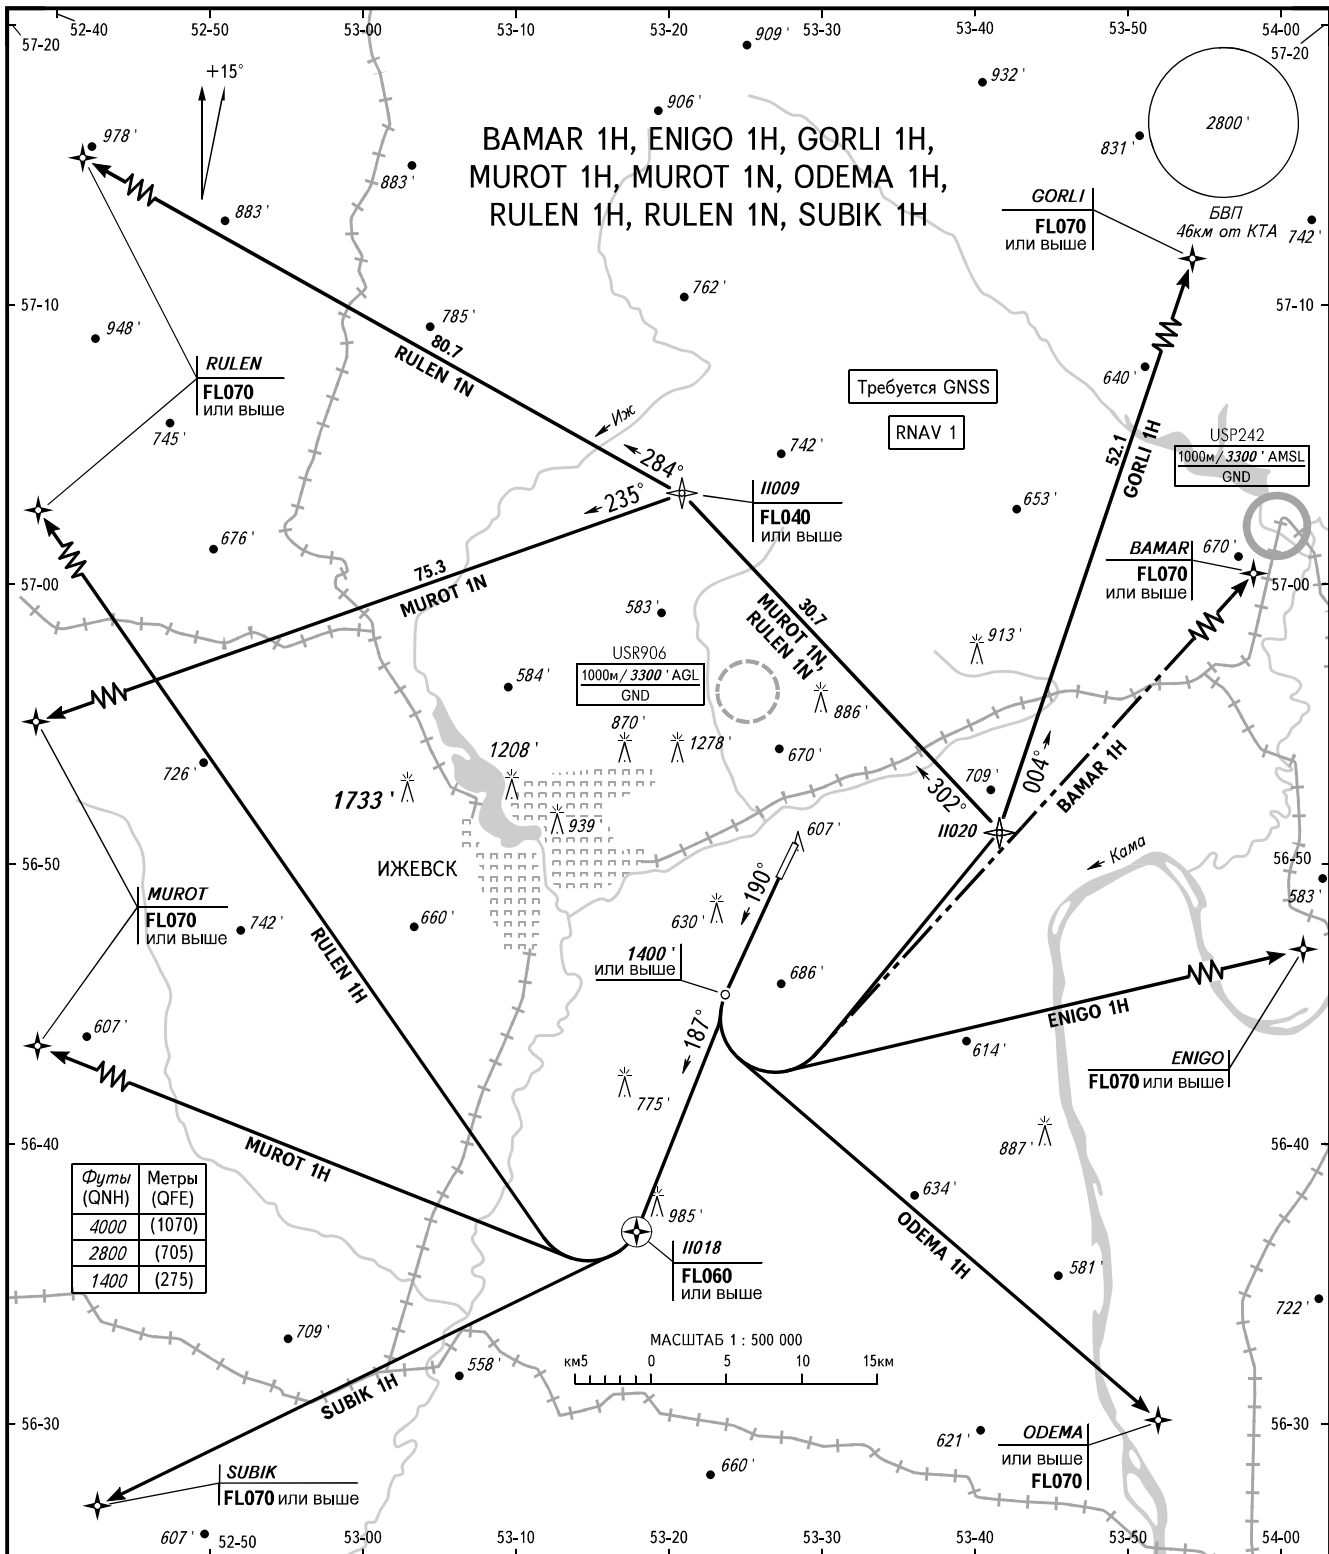 52-40
52-50
53-00
53-10
53-20
53-30
53-40
53-50
54-00
57-20
57-20
+15°
909 '
932 '
906 '
978 '
883 '
883 '
831 '
2800 '
BAMAR 1H, ENIGO 1H, GORLI 1H,
MUROT 1H, MUROT 1N, ODEMA 1H,
RULEN 1H, RULEN 1N, SUBIK 1H
GORLI
FL070
или выше
БВП
46км от КТА
742 '
57-10
57-10
762 '
785 '
948 '
80.7
RULEN 1N
RULEN
FL070
или выше
745 '
640 '
Требуется GNSS
RNAV 1
Иж
742 '
284°
235°
II009
FL040
или выше
52.1
GORLI 1H
USP242
1000м/3300 ' AMSL
GND
653 '
676 '
670 '
BAMAR
FL070
или выше
57-00
57-00
75.3
MUROT 1N
583 '
30.7
MUROT 1N,
RULEN 1N
913 '
USR906
1000м/3300 ' AGL
GND
584 '
886 '
870 '
1278 '
670 '
1208 '
726 '
1733 '
939 '
709 '
302°
004°
BAMAR 1H
II020
607 '
Кама
56-50
56-50
ИЖЕВСК
190°
583 '
MUROT
FL070
или выше
742 '
660 '
630 '
RULEN 1H
1400 '
или выше
686 '
187°
ENIGO 1H
607 '
614 '
ENIGO
FL070 или выше
775 '
887 '
56-40
56-40
MUROT 1H
Футы (QNH) Метры (QFE)
4000 (1070)
2800 (705)
1400 (275)
634 '
985 '
ODEMA 1H
II018
FL060
или выше
581 '
722 '
709 '
558 '
МАСШТАБ 1 : 500 000
км5 0 5 10 15км
SUBIK 1H
56-30
56-30
621 '
ODEMA
или выше
FL070
660 '
SUBIK
FL070 или выше
607 '
52-50
53-00
53-10
53-20
53-30
53-40
53-50
54-00